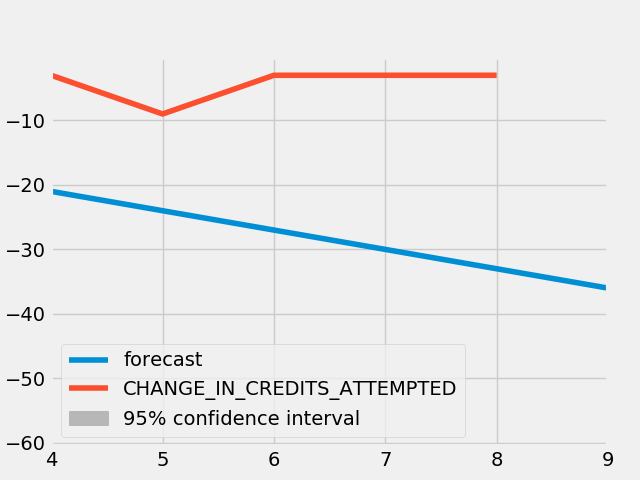 −10
−20
−30
−40
−50
−60
4 5 6 7 8 9
forecast
CHANGE_IN_CREDITS_ATTEMPTED
95% confidence interval